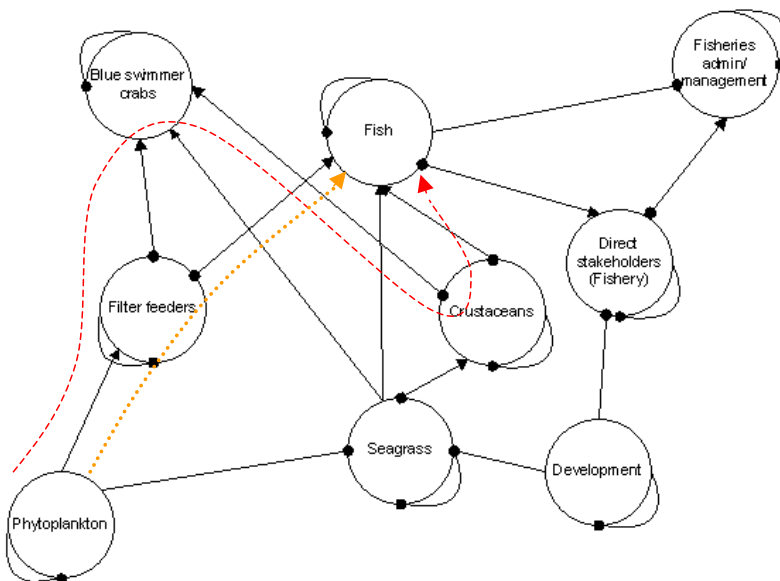 Blue swimmer
crabs
Fish
Fisheries
admin/
management
Filter feeders
Crustaceans
Direct
stakeholders
(Fishery)
Seagrass
Development
Phytoplankton